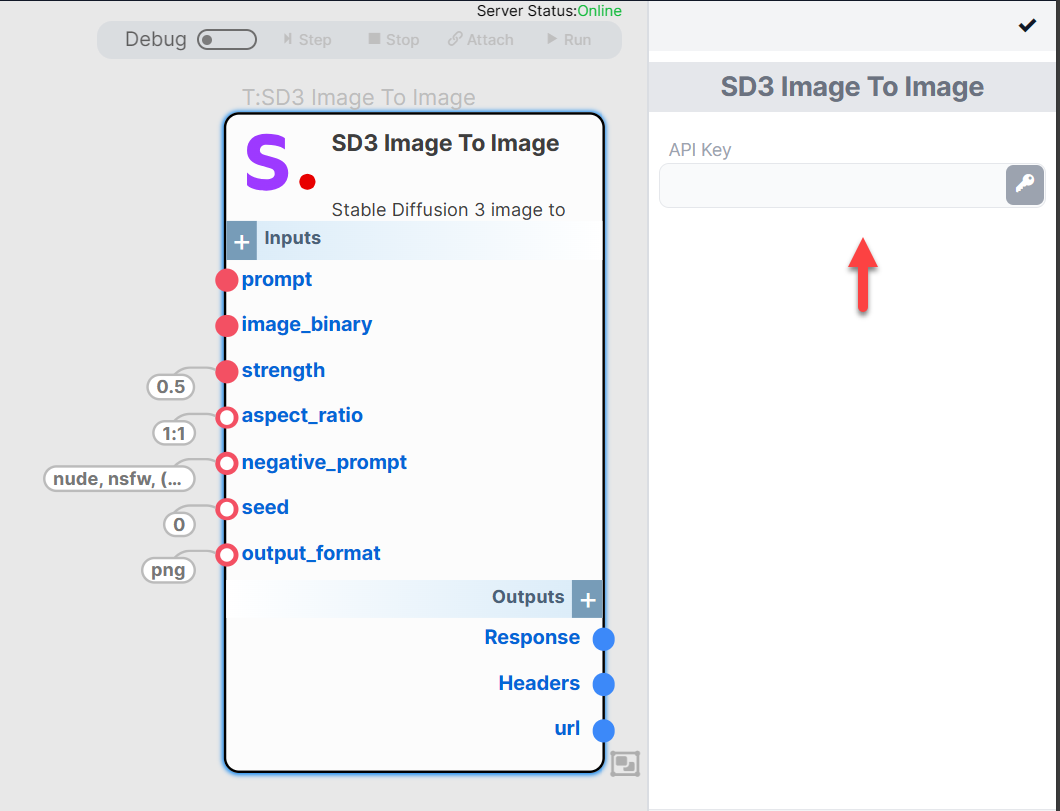 Server Status:Online
Debug Step Stop Attach Run
T:SD3 Image To Image
S.
SD3 Image To Image
Stable Diffusion 3 image to
+ Inputs
prompt
image_binary
strength
0.5
aspect_ratio
1:1
negative_prompt
nude, nsfw, (...
seed
0
output_format
png
Outputs +
Response
Headers
url
SD3 Image To Image
API Key